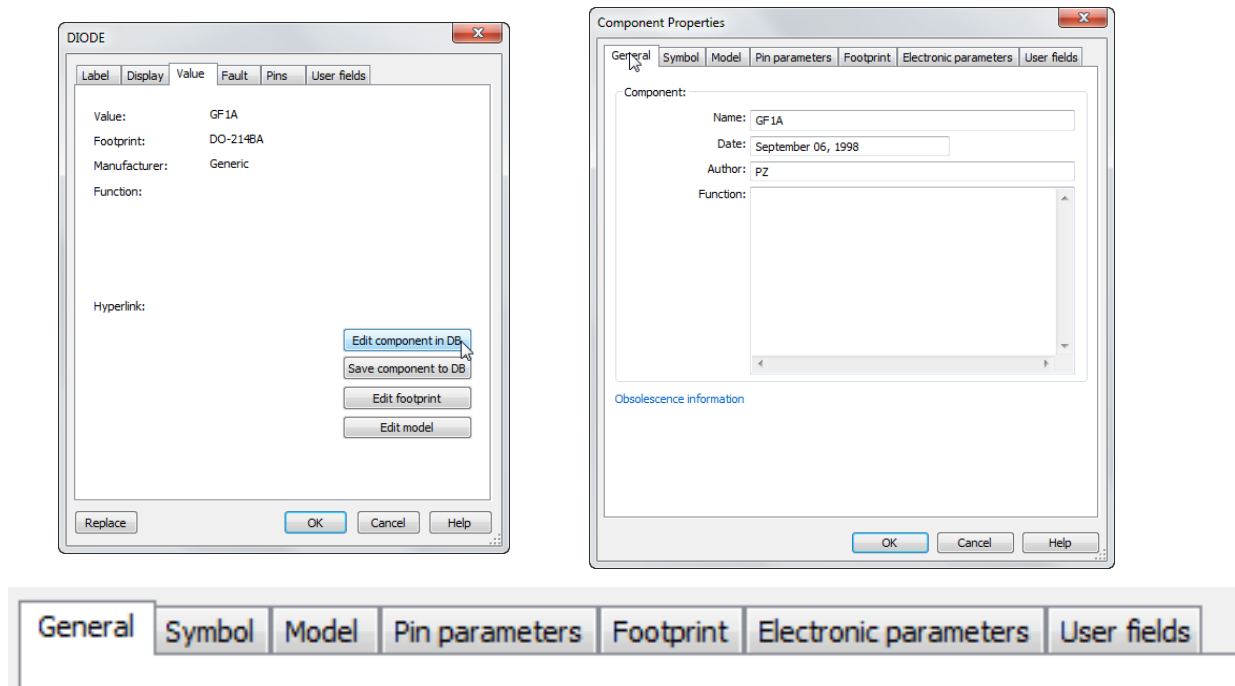 DIODE
Label Display Value Fault Pins User fields
Value: GF1A
Footprint: DO-214BA
Manufacturer: Generic
Function:
Hyperlink:
Edit component in DB
Save component to DB
Edit footprint
Edit model
Replace OK Cancel Help
Component Properties
General Symbol Model Pin parameters Footprint Electronic parameters User fields
Component:
Name: GF1A
Date: September 06, 1998
Author: PZ
Function:
Obsolescence information
OK Cancel Help
General Symbol Model Pin parameters Footprint Electronic parameters User fields